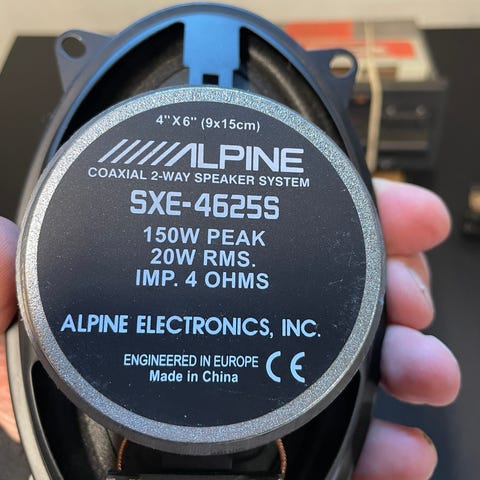 4" X 6" (9x15cm)
ALPINE
COAXIAL 2-WAY SPEAKER SYSTEM
SXE-4625S
150W PEAK
20W RMS.
IMP. 4 OHMS
ALPINE ELECTRONICS, INC.
ENGINEERED IN EUROPE CE
Made in China